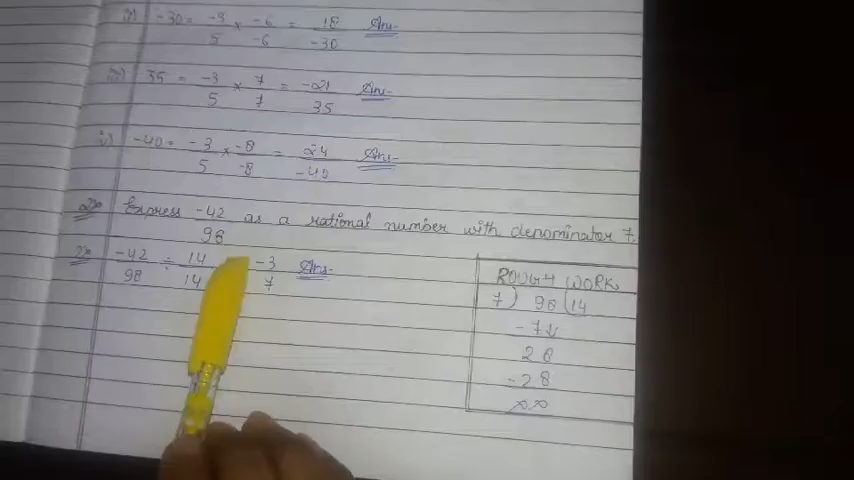 -30 = -3/5 × -6/-6 = 18/-30 Ans-
35 = -3/5 × 7/7 = -21/35 Ans-
-40 = -3/5 × -8/-8 = 24/-40 Ans-
Express -42/98 as a rational number with denominator 7.
-42/98 ÷ 14/14 -3/7 Ans-
ROUGH WORK
7) 98 (14
-7↓
28
-28
××